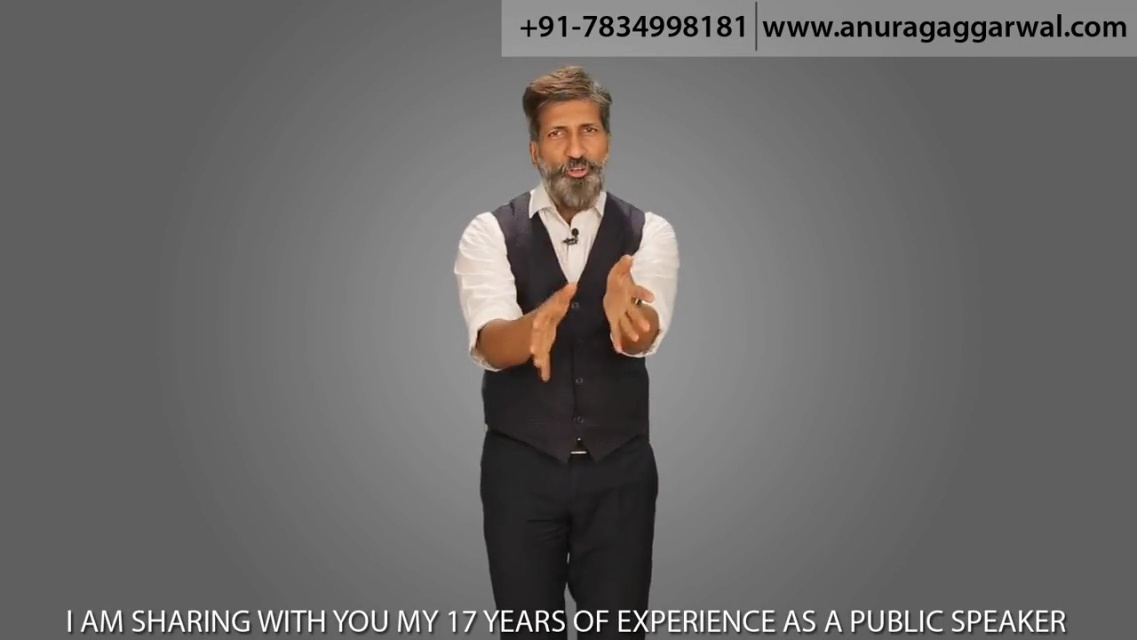 +91-7834998181 | www.anuragaggarwal.com
I AM SHARING WITH YOU MY 17 YEARS OF EXPERIENCE AS A PUBLIC SPEAKER